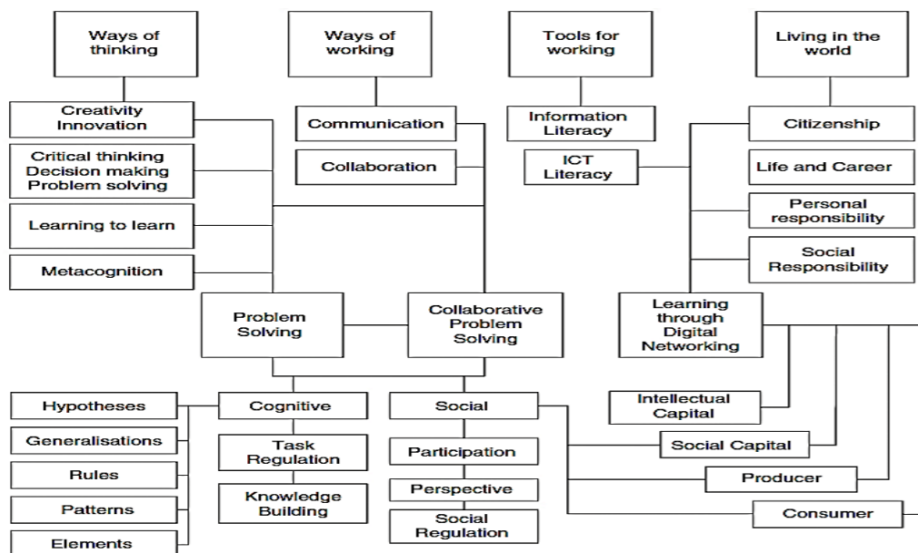 Ways of
thinking
Ways of
working
Tools for
working
Living in the
world
Creativity
Innovation
Critical thinking
Decision making
Problem solving
Learning to learn
Metacognition
Communication
Collaboration
Information
Literacy
ICT
Literacy
Citizenship
Life and Career
Personal
responsibility
Social
Responsibility
Problem
Solving
Collaborative
Problem
Solving
Learning
through
Digital
Networking
Hypotheses
Generalisations
Rules
Patterns
Elements
Cognitive
Task
Regulation
Knowledge
Building
Social
Participation
Perspective
Social
Regulation
Intellectual
Capital
Social Capital
Producer
Consumer